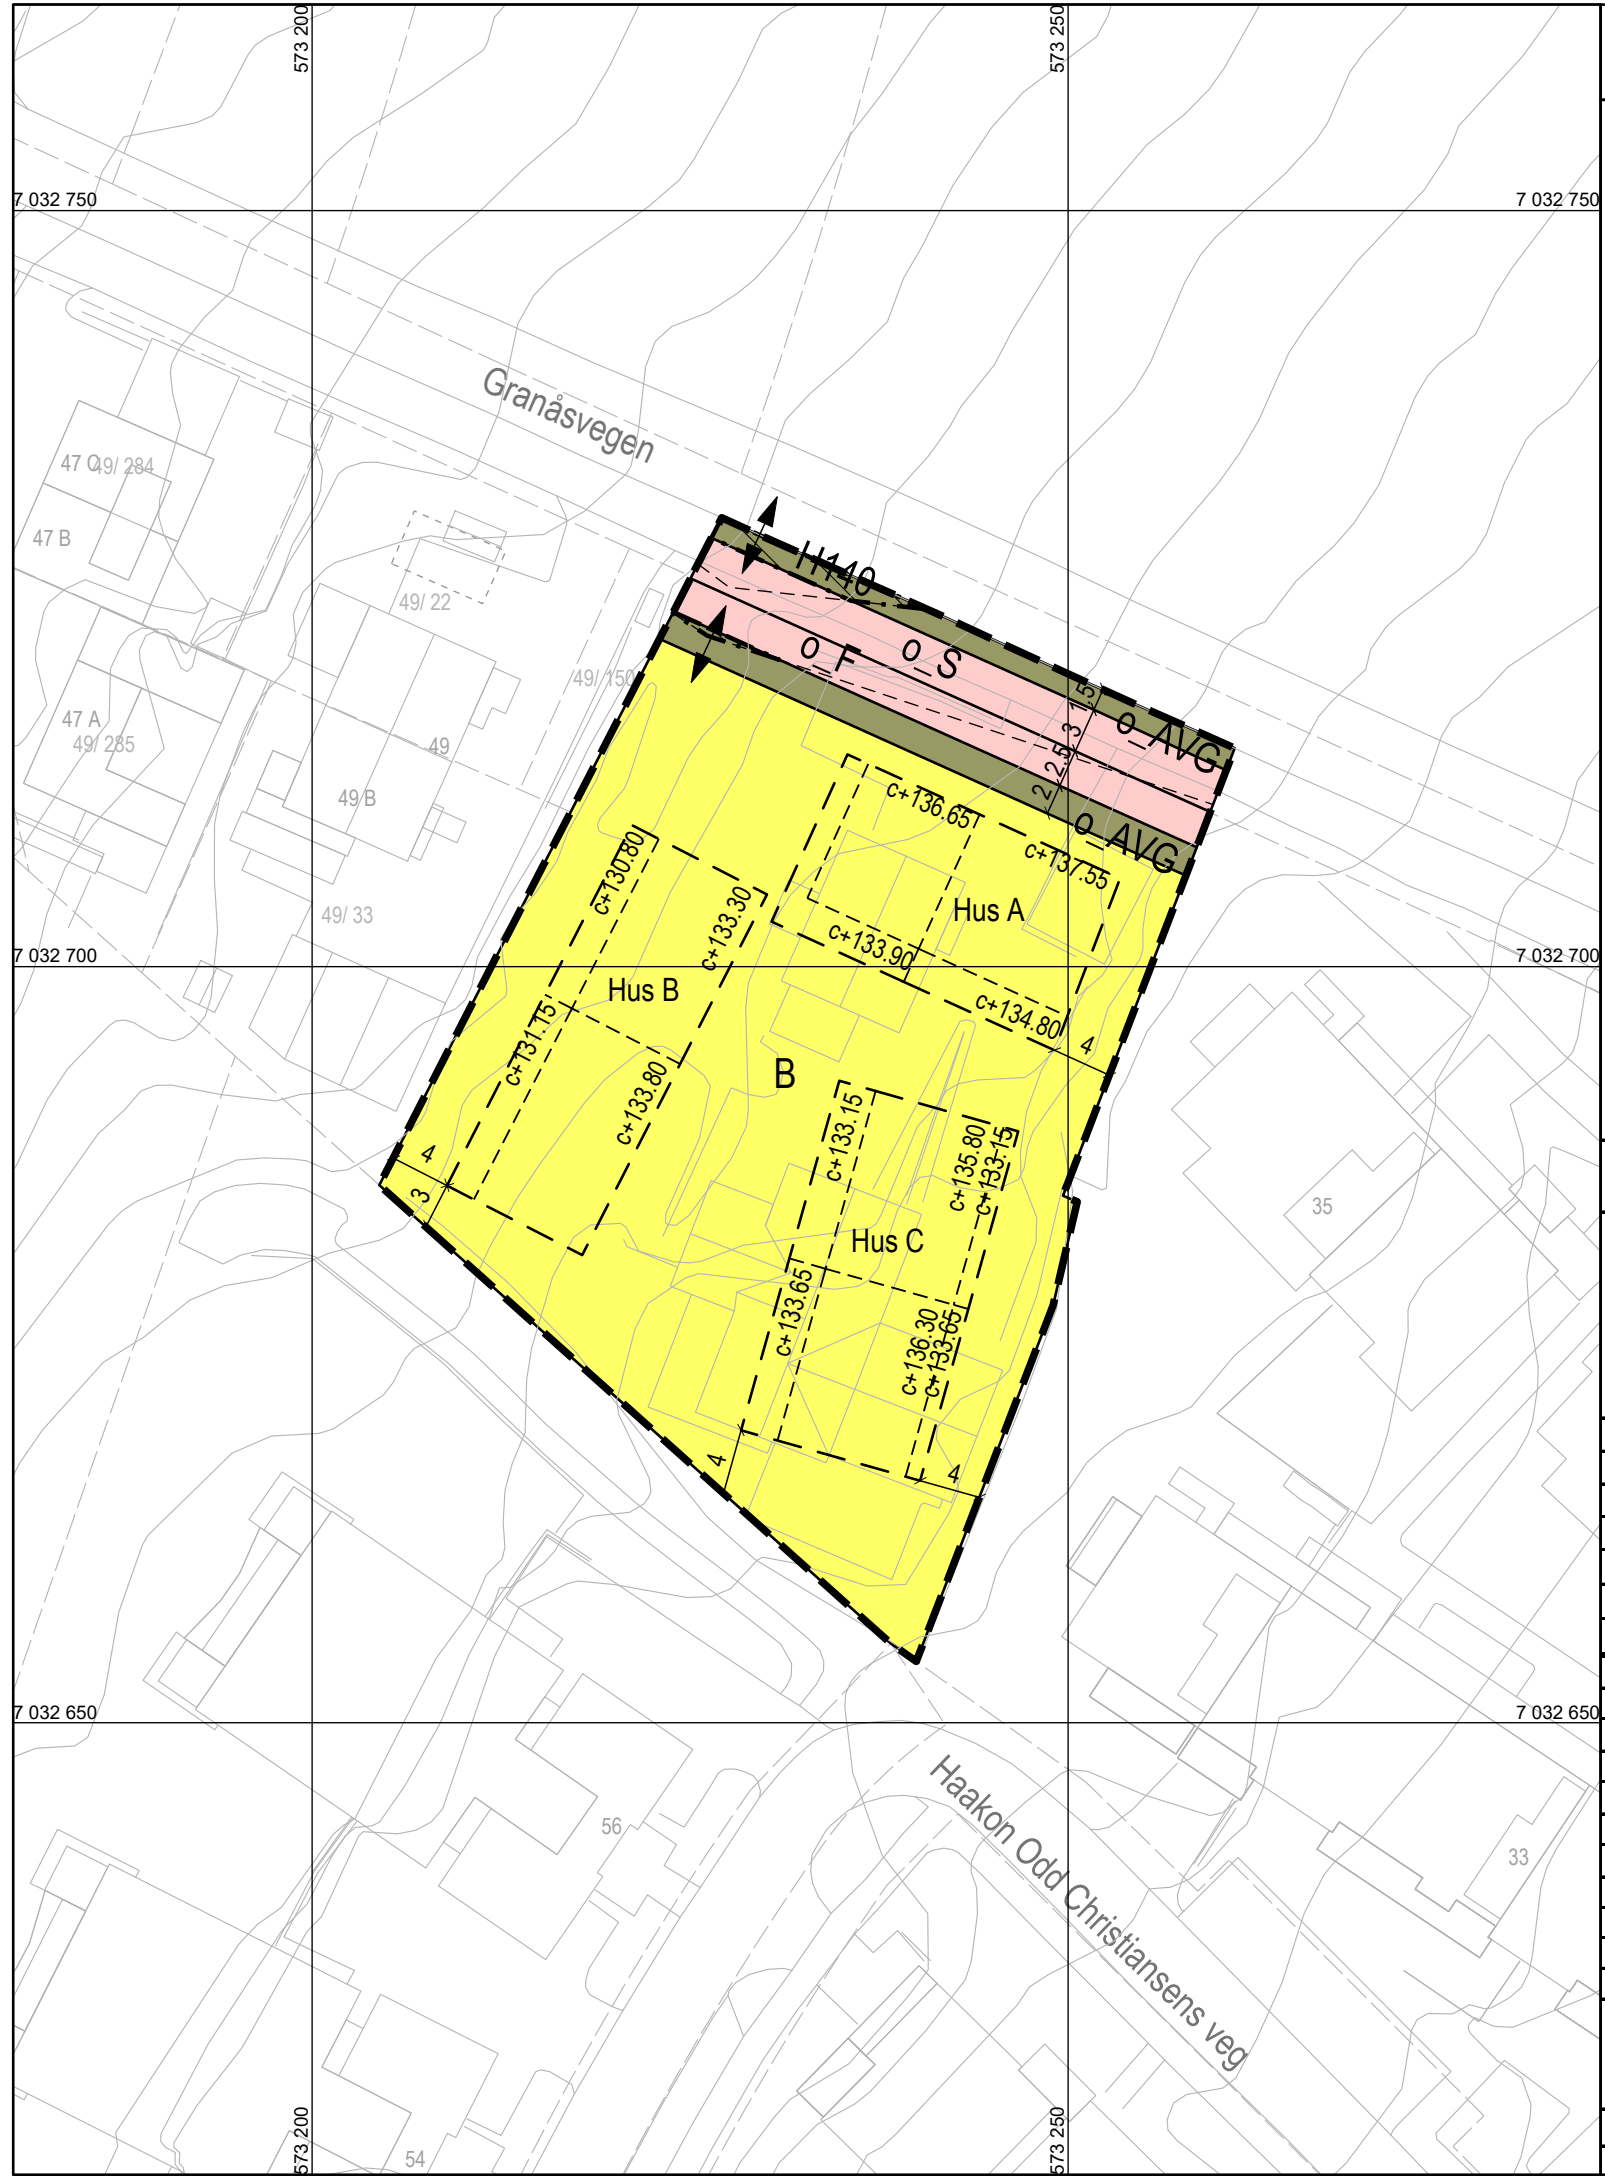 573 200
573 250
7 032 750
7 032 750
Granåsvegen
47 C
49/ 284
47 B
H140
49/ 22
o_F
o_S
49/ 150
1,5
47 A
49/ 285
49
3
o_AVG
2.5
2
49 B
c+136.65
o_AVG
c+130.80
c+137.55
c+133.30
Hus A
49/ 33
c+133.90
7 032 700
7 032 700
Hus B
c+134.80
c+131.15
4
B
c+133.80
c+133.15
c+135.80
c+133.15
4
3
35
Hus C
c+133.65
c+136.30
c+133.65
4
4
7 032 650
7 032 650
Haakon Odd Christiansens veg
56
33
573 200
573 250
54